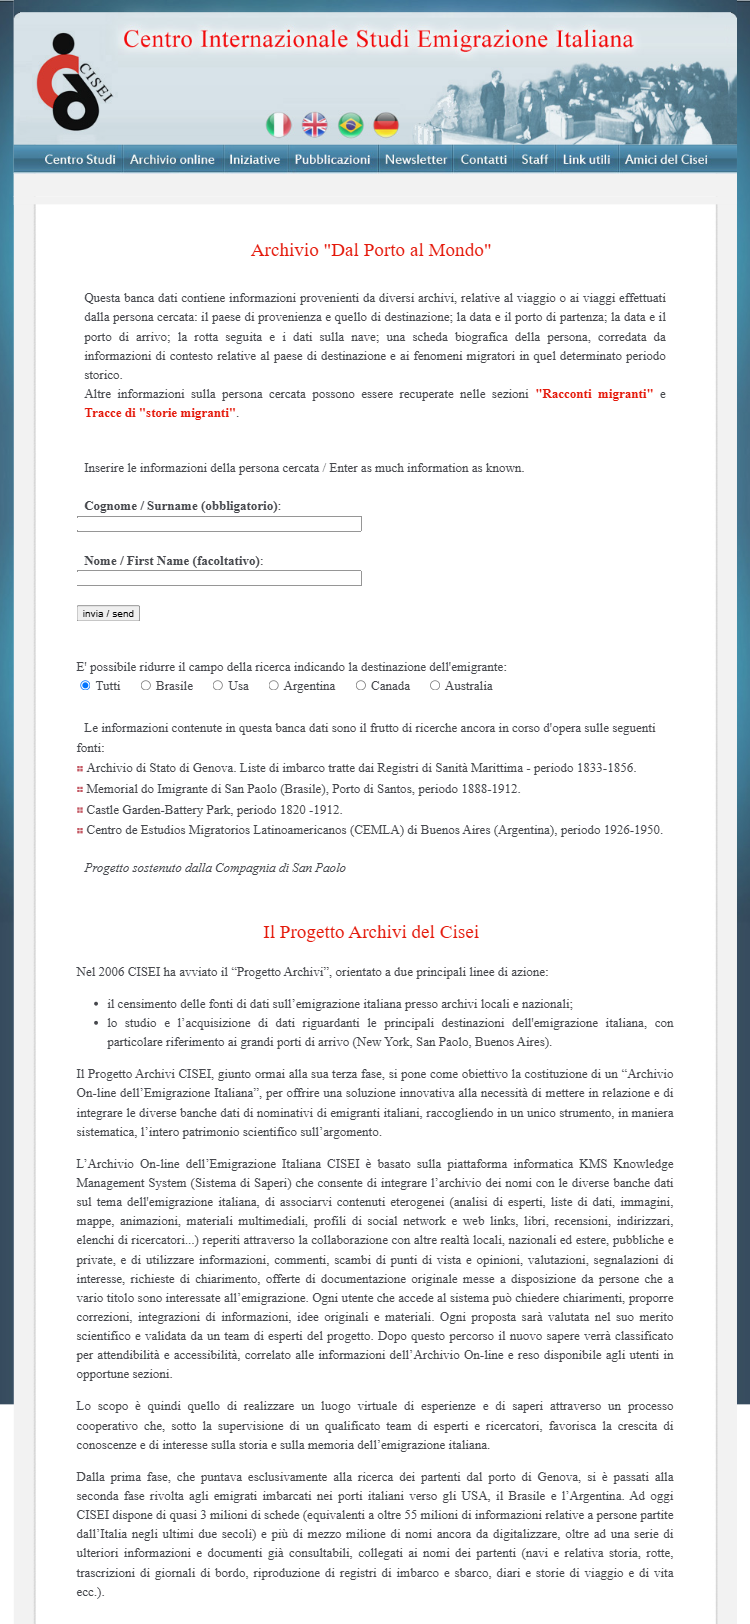 Centro Internazionale Studi Emigrazione Italiana
CISEI
Centro Studi Archivio online Iniziative Pubblicazioni Newsletter Contatti Staff Link utili Amici del Cisei
Archivio "Dal Porto al Mondo"
Questa banca dati contiene informazioni provenienti da diversi archivi, relative al viaggio o ai viaggi effettuati
dalla persona cercata: il paese di provenienza e quello di destinazione; la data e il porto di partenza; la data e il
porto di arrivo; la rotta seguita e i dati sulla nave; una scheda biografica della persona, corredata da
informazioni di contesto relative al paese di destinazione e ai fenomeni migratori in quel determinato periodo
storico.
Altre informazioni sulla persona cercata possono essere recuperate nelle sezioni "Racconti migranti" e
Tracce di "storie migranti".
Inserire le informazioni della persona cercata / Enter as much information as known.
Cognome / Surname (obbligatorio):
Nome / First Name (facoltativo):
invia / send
E' possibile ridurre il campo della ricerca indicando la destinazione dell'emigrante:
Tutti Brasile Usa Argentina Canada Australia
Le informazioni contenute in questa banca dati sono il frutto di ricerche ancora in corso d'opera sulle seguenti
fonti:
Archivio di Stato di Genova. Liste di imbarco tratte dai Registri di Sanità Marittima - periodo 1833-1856.
Memorial do Imigrante di San Paolo (Brasile), Porto di Santos, periodo 1888-1912.
Castle Garden-Battery Park, periodo 1820 -1912.
Centro de Estudios Migratorios Latinoamericanos (CEMLA) di Buenos Aires (Argentina), periodo 1926-1950.
Progetto sostenuto dalla Compagnia di San Paolo
Il Progetto Archivi del Cisei
Nel 2006 CISEI ha avviato il “Progetto Archivi”, orientato a due principali linee di azione:
• il censimento delle fonti di dati sull’emigrazione italiana presso archivi locali e nazionali;
• lo studio e l’acquisizione di dati riguardanti le principali destinazioni dell'emigrazione italiana, con
particolare riferimento ai grandi porti di arrivo (New York, San Paolo, Buenos Aires).
Il Progetto Archivi CISEI, giunto ormai alla sua terza fase, si pone come obiettivo la costituzione di un “Archivio
On-line dell’Emigrazione Italiana”, per offrire una soluzione innovativa alla necessità di mettere in relazione e di
integrare le diverse banche dati di nominativi di emigranti italiani, raccogliendo in un unico strumento, in maniera
sistematica, l’intero patrimonio scientifico sull’argomento.
L’Archivio On-line dell’Emigrazione Italiana CISEI è basato sulla piattaforma informatica KMS Knowledge
Management System (Sistema di Saperi) che consente di integrare l’archivio dei nomi con le diverse banche dati
sul tema dell'emigrazione italiana, di associarvi contenuti eterogenei (analisi di esperti, liste di dati, immagini,
mappe, animazioni, materiali multimediali, profili di social network e web links, libri, recensioni, indirizzari,
elenchi di ricercatori...) reperiti attraverso la collaborazione con altre realtà locali, nazionali ed estere, pubbliche e
private, e di utilizzare informazioni, commenti, scambi di punti di vista e opinioni, valutazioni, segnalazioni di
interesse, richieste di chiarimento, offerte di documentazione originale messe a disposizione da persone che a
vario titolo sono interessate all’emigrazione. Ogni utente che accede al sistema può chiedere chiarimenti, proporre
correzioni, integrazioni di informazioni, idee originali e materiali. Ogni proposta sarà valutata nel suo merito
scientifico e validata da un team di esperti del progetto. Dopo questo percorso il nuovo sapere verrà classificato
per attendibilità e accessibilità, correlato alle informazioni dell’Archivio On-line e reso disponibile agli utenti in
opportune sezioni.
Lo scopo è quindi quello di realizzare un luogo virtuale di esperienze e di saperi attraverso un processo
cooperativo che, sotto la supervisione di un qualificato team di esperti e ricercatori, favorisca la crescita di
conoscenze e di interesse sulla storia e sulla memoria dell’emigrazione italiana.
Dalla prima fase, che puntava esclusivamente alla ricerca dei partenti dal porto di Genova, si è passati alla
seconda fase rivolta agli emigrati imbarcati nei porti italiani verso gli USA, il Brasile e l’Argentina. Ad oggi
CISEI dispone di quasi 3 milioni di schede (equivalenti a oltre 55 milioni di informazioni relative a persone partite
dall’Italia negli ultimi due secoli) e più di mezzo milione di nomi ancora da digitalizzare, oltre ad una serie di
ulteriori informazioni e documenti già consultabili, collegati ai nomi dei partenti (navi e relativa storia, rotte,
trascrizioni di giornali di bordo, riproduzione di registri di imbarco e sbarco, diari e storie di viaggio e di vita
ecc.).